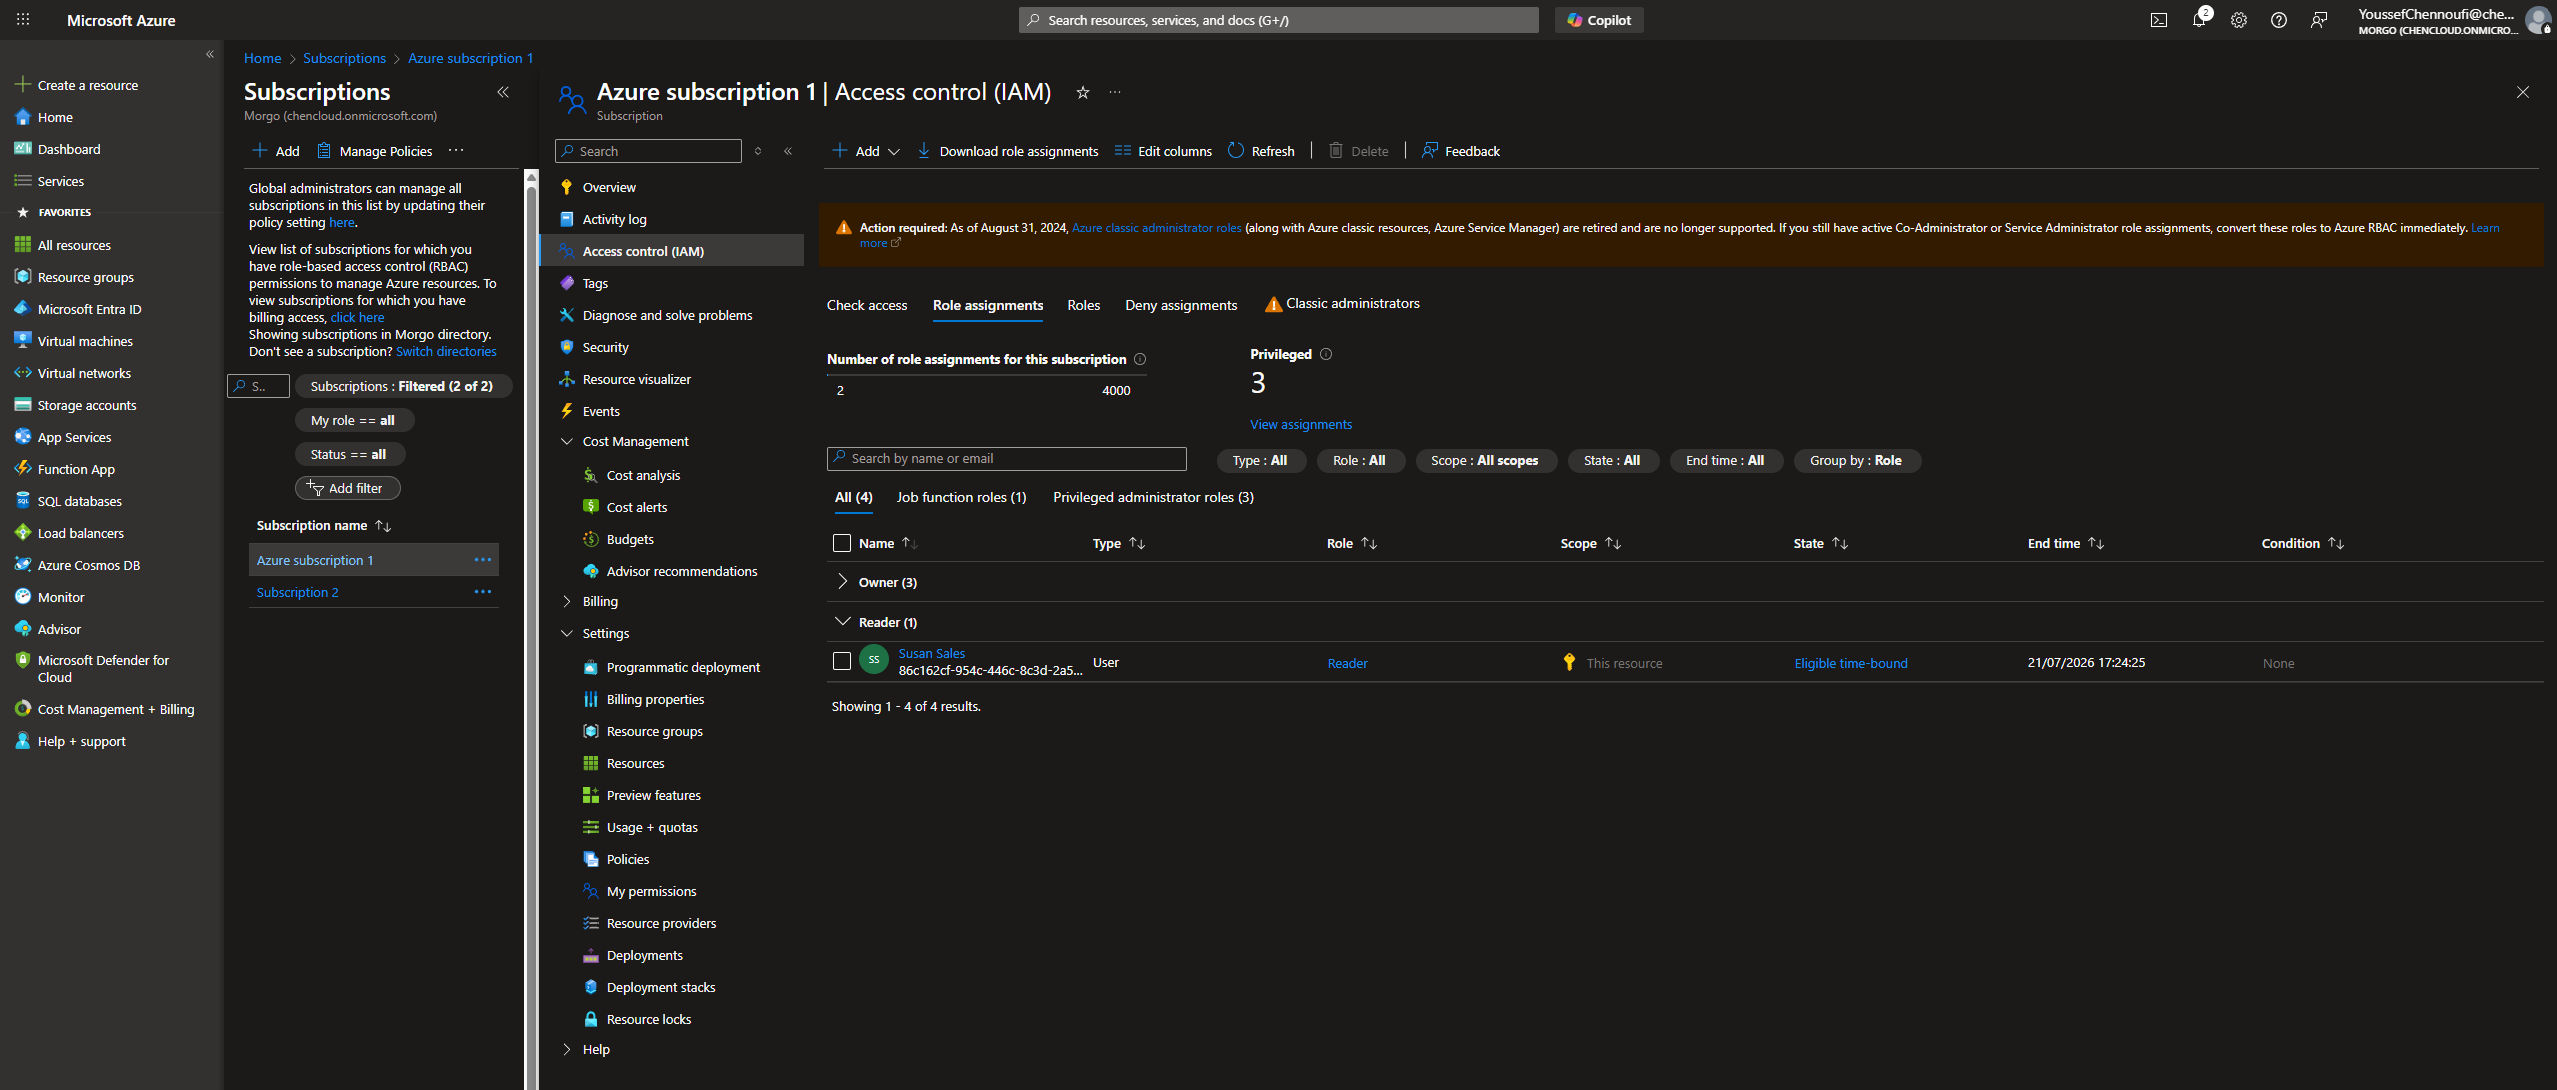 Microsoft Azure
Search resources, services, and docs (G+/)
Copilot
2
YoussefChennoufi@che...
MORGO (CHENCLOUD.ONMICRO...
Create a resource
Home
Dashboard
Services
FAVORITES
All resources
Resource groups
Microsoft Entra ID
Virtual machines
Virtual networks
Storage accounts
App Services
Function App
SQL databases
Load balancers
Azure Cosmos DB
Monitor
Advisor
Microsoft Defender for
Cloud
Cost Management + Billing
Help + support
Home > Subscriptions > Azure subscription 1
Subscriptions
Morgo (chencloud.onmicrosoft.com)
Add
Manage Policies
Global administrators can manage all
subscriptions in this list by updating their
policy setting here.
View list of subscriptions for which you
have role-based access control (RBAC)
permissions to manage Azure resources. To
view subscriptions for which you have
billing access, click here
Showing subscriptions in Morgo directory.
Don't see a subscription? Switch directories
S..
Subscriptions : Filtered (2 of 2)
My role == all
Status == all
Add filter
Subscription name
Azure subscription 1
Subscription 2
Azure subscription 1 | Access control (IAM)
Subscription
Search
Overview
Activity log
Access control (IAM)
Tags
Diagnose and solve problems
Security
Resource visualizer
Events
Cost Management
Cost analysis
Cost alerts
Budgets
Advisor recommendations
Billing
Settings
Programmatic deployment
Billing properties
Resource groups
Resources
Preview features
Usage + quotas
Policies
My permissions
Resource providers
Deployments
Deployment stacks
Resource locks
Help
Add
Download role assignments
Edit columns
Refresh
Delete
Feedback
Action required: As of August 31, 2024, Azure classic administrator roles (along with Azure classic resources, Azure Service Manager) are retired and are no longer supported. If you still have active Co-Administrator or Service Administrator role assignments, convert these roles to Azure RBAC immediately. Learn
more
Check access
Role assignments
Roles
Deny assignments
Classic administrators
Number of role assignments for this subscription
2
4000
Privileged
3
View assignments
Search by name or email
Type : All
Role : All
Scope : All scopes
State : All
End time : All
Group by : Role
All (4)
Job function roles (1)
Privileged administrator roles (3)
Name
Type
Role
Scope
State
End time
Condition
Owner (3)
Reader (1)
SS
Susan Sales
86c162cf-954c-446c-8c3d-2a5...
User
Reader
This resource
Eligible time-bound
21/07/2026 17:24:25
None
Showing 1 - 4 of 4 results.